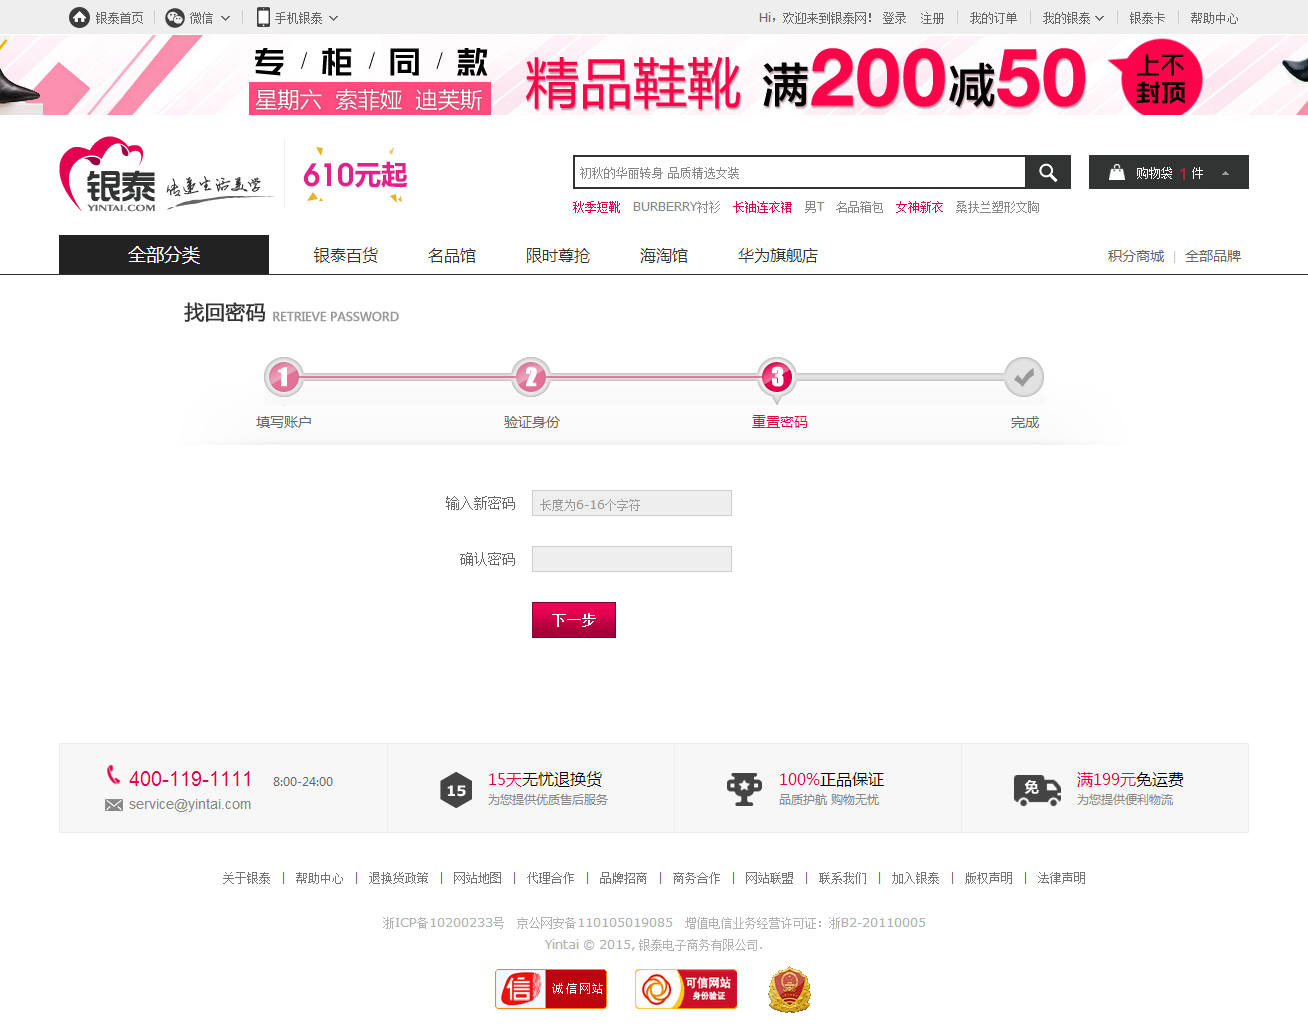 银泰首页 微信 手机银泰 Hi，欢迎来到银泰网！ 登录 注册 我的订单 我的银泰 银泰卡 帮助中心
专 / 柜 / 同 / 款
星期六 索菲娅 迪芙斯
精品鞋靴 满200减50
上不
封顶
银泰
YINTAI.COM
传递生活美学
610元起
初秋的华丽转身 品质精选女装
购物袋 1 件
秋季短靴 BURBERRY衬衫 长袖连衣裙 男T 名品箱包 女神新衣 桑扶兰塑形文胸
全部分类 银泰百货 名品馆 限时尊抢 海淘馆 华为旗舰店 积分商城 全部品牌
找回密码 RETRIEVE PASSWORD
1 2 3
填写账户 验证身份 重置密码 完成
输入新密码 长度为6-16个字符
确认密码
下一步
400-119-1111 8:00-24:00
service@yintai.com
15
15天无忧退换货
为您提供优质售后服务
100%正品保证
品质护航 购物无忧
免
满199元免运费
为您提供便利物流
关于银泰 | 帮助中心 | 退换货政策 | 网站地图 | 代理合作 | 品牌招商 | 商务合作 | 网站联盟 | 联系我们 | 加入银泰 | 版权声明 | 法律声明
浙ICP备10200233号 京公网安备110105019085 增值电信业务经营许可证：浙B2-20110005
Yintai © 2015, 银泰电子商务有限公司.
信 诚信网站
可信网站
身份验证